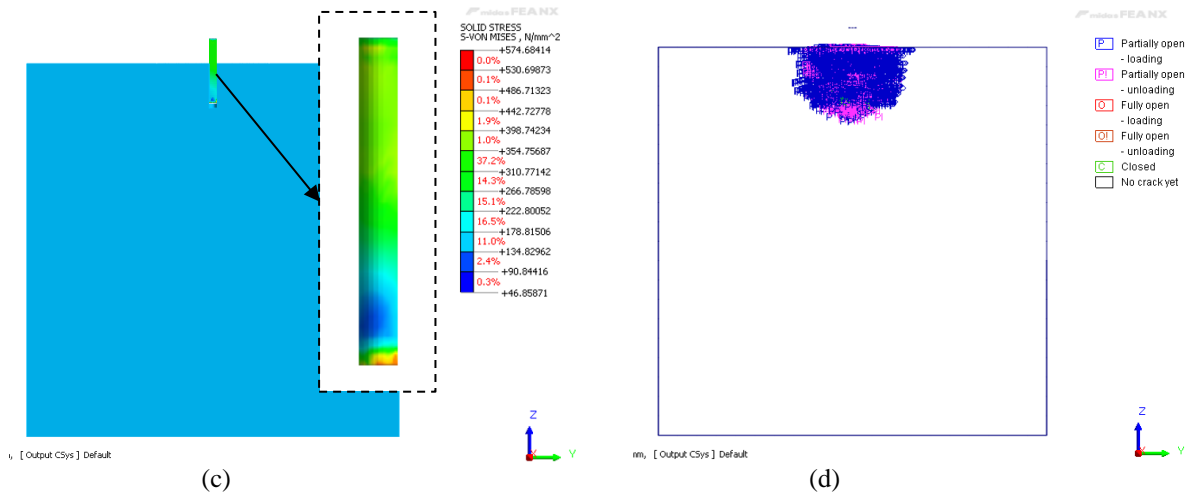 midas FEA NX
SOLID STRESS
S-VON MISES , N/mm^2
+574.68414
0.0%
+530.69873
0.1%
+486.71323
0.1%
+442.72778
1.9%
+398.74234
1.0%
+354.75687
37.2%
+310.77142
14.3%
+266.78598
15.1%
+222.80052
16.5%
+178.81506
11.0%
+134.82962
2.4%
+90.84416
0.3%
+46.85871
Z
Y
[ Output CSys ] Default
(c)
midas FEA NX
P Partially open
- loading
Pl Partially open
- unloading
O Fully open
- loading
Ol Fully open
- unloading
C Closed
No crack yet
Z
Y
nm, [ Output CSys ] Default
(d)